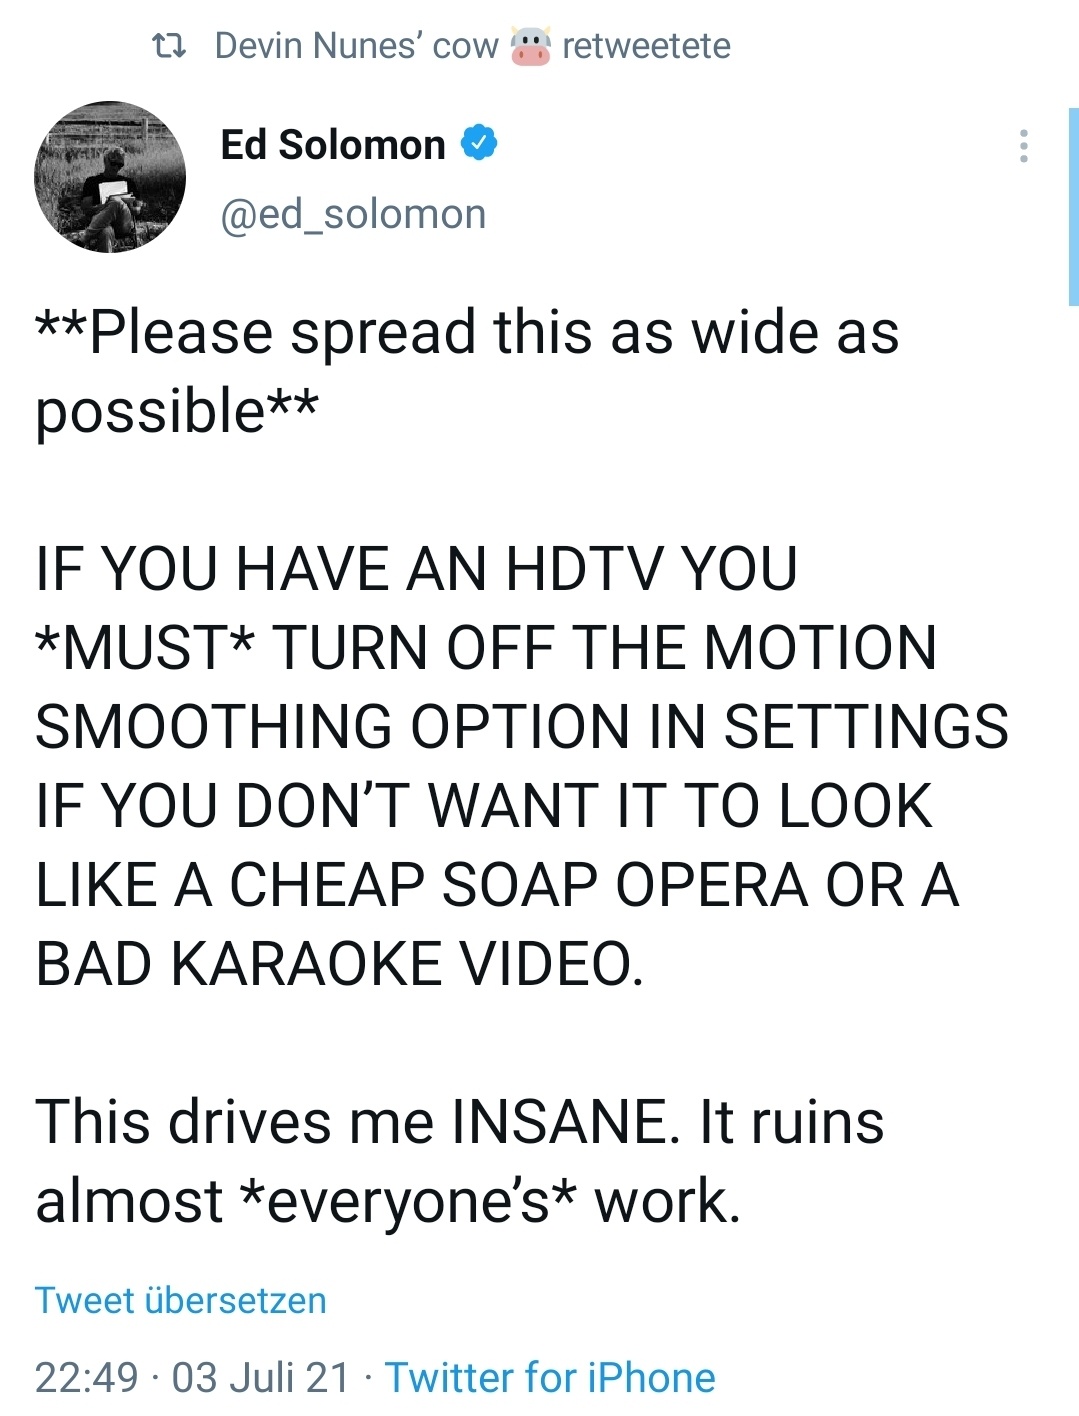 Devin Nunes’ cow 🐮 retweetete
Ed Solomon
@ed_solomon
**Please spread this as wide as
possible**
IF YOU HAVE AN HDTV YOU
*MUST* TURN OFF THE MOTION
SMOOTHING OPTION IN SETTINGS
IF YOU DON’T WANT IT TO LOOK
LIKE A CHEAP SOAP OPERA OR A
BAD KARAOKE VIDEO.
This drives me INSANE. It ruins
almost *everyone’s* work.
Tweet übersetzen
22:49 · 03 Juli 21 · Twitter for iPhone